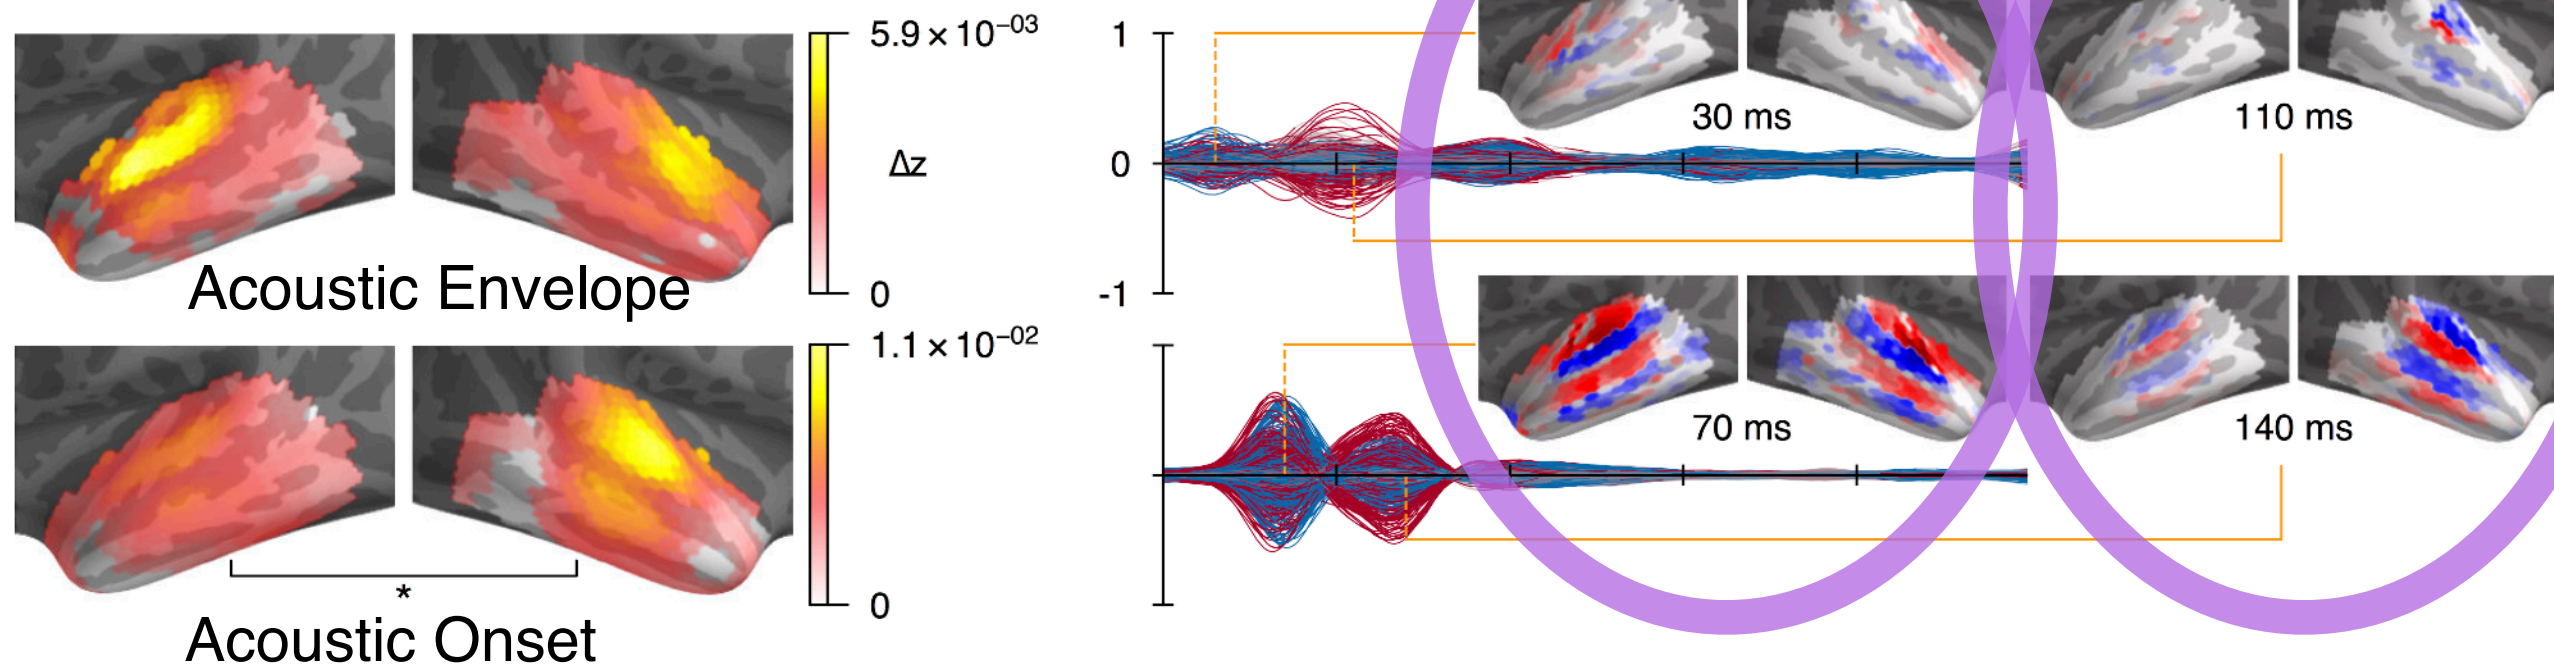 5.9×10⁻⁰³
Δz
0
Acoustic Envelope
1.1×10⁻⁰²
0
*
Acoustic Onset
1
0
-1
30 ms
110 ms
70 ms
140 ms